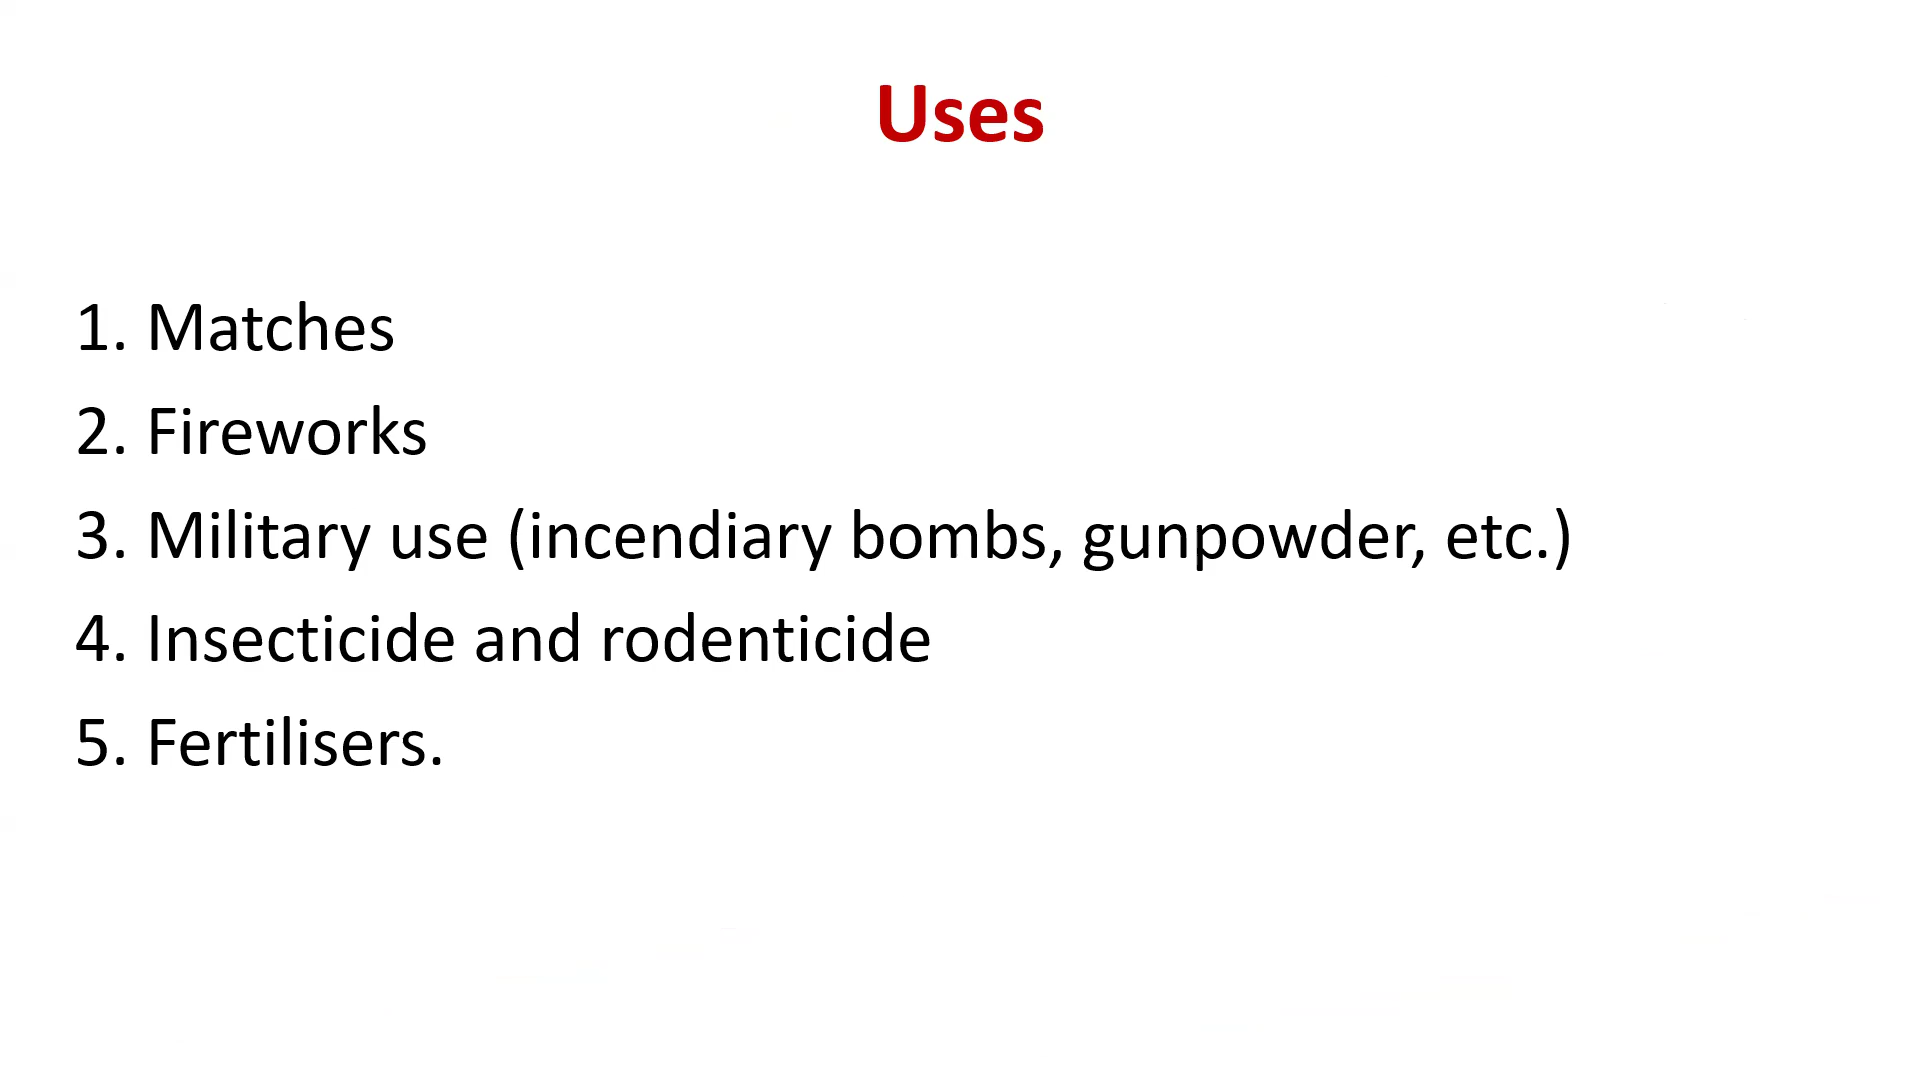 Uses
1. Matches
2. Fireworks
3. Military use (incendiary bombs, gunpowder, etc.)
4. Insecticide and rodenticide
5. Fertilisers.